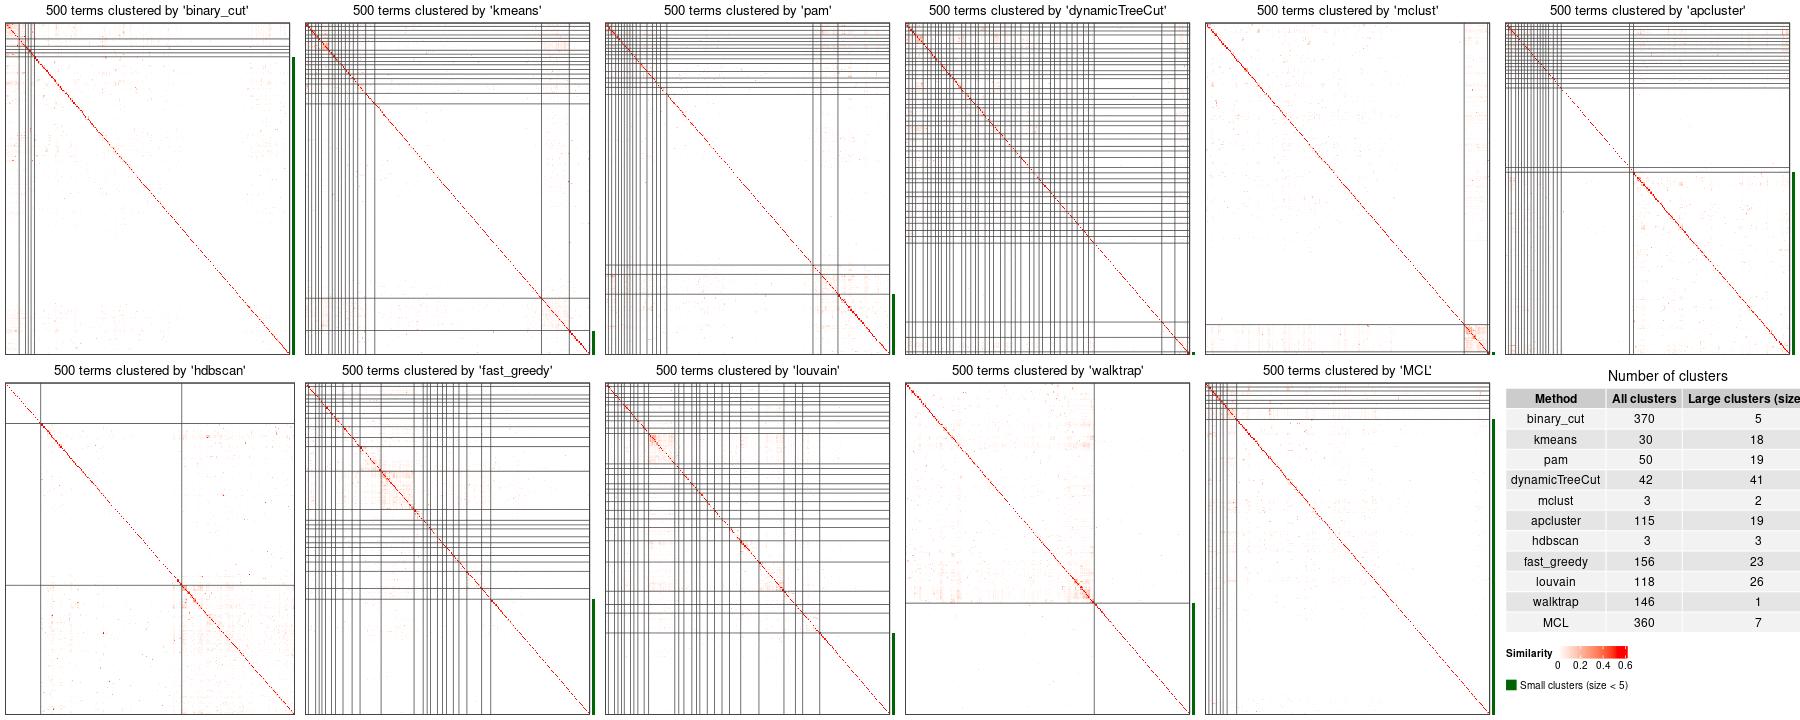 500 terms clustered by 'binary_cut'
500 terms clustered by 'kmeans'
500 terms clustered by 'pam'
500 terms clustered by 'dynamicTreeCut'
500 terms clustered by 'mclust'
500 terms clustered by 'apcluster'
500 terms clustered by 'hdbscan'
500 terms clustered by 'fast_greedy'
500 terms clustered by 'louvain'
500 terms clustered by 'walktrap'
500 terms clustered by 'MCL'
Number of clusters
Method All clusters Large clusters (size
binary_cut 370 5
kmeans 30 18
pam 50 19
dynamicTreeCut 42 41
mclust 3 2
apcluster 115 19
hdbscan 3 3
fast_greedy 156 23
louvain 118 26
walktrap 146 1
MCL 360 7
Similarity
0 0.2 0.4 0.6
Small clusters (size < 5)